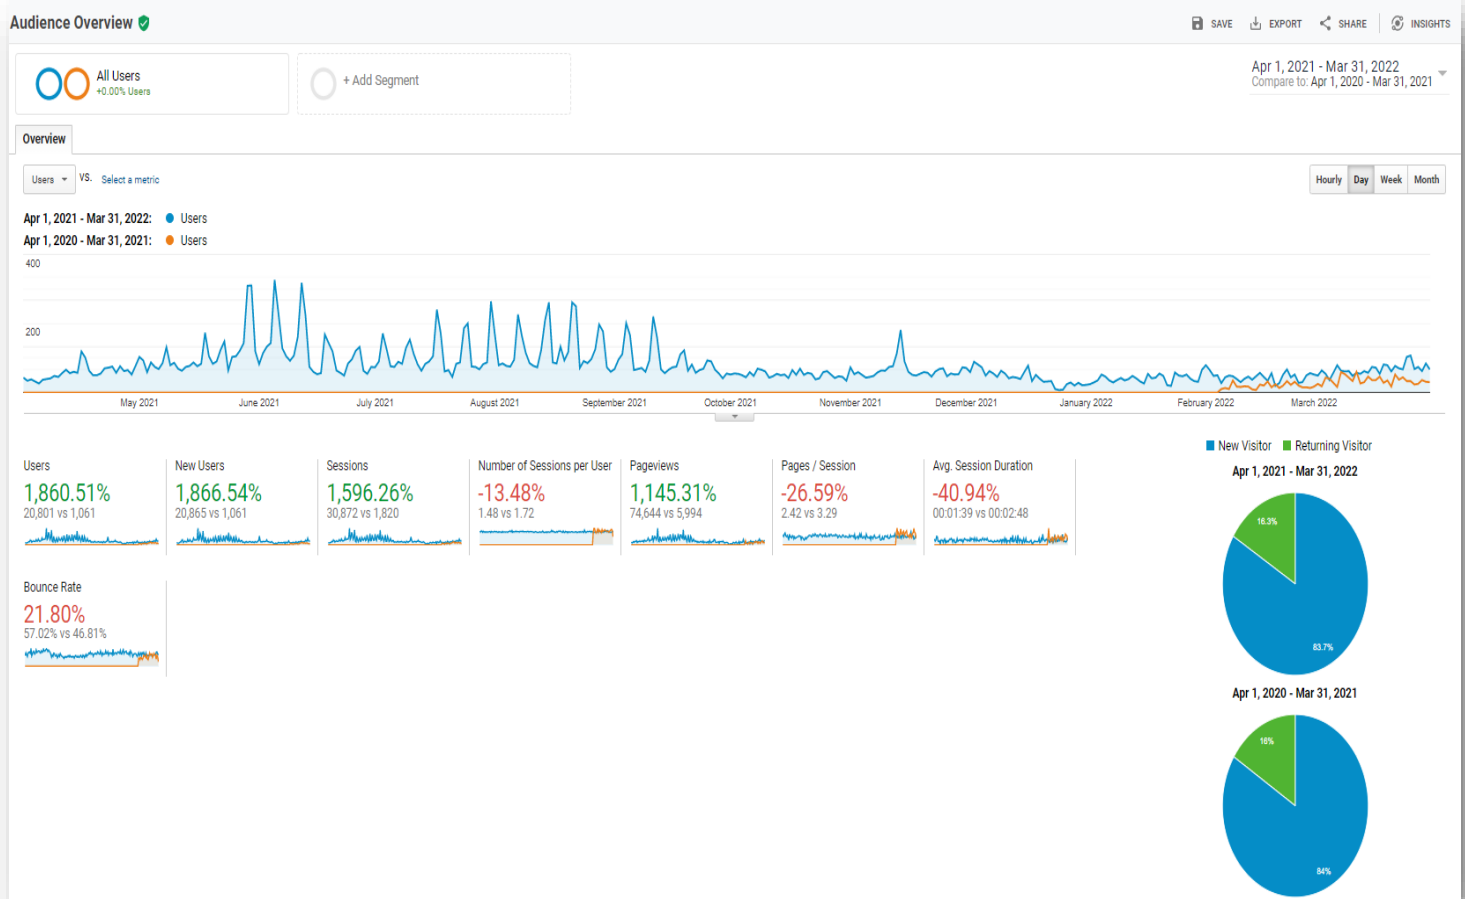 Audience Overview
SAVE EXPORT SHARE INSIGHTS
All Users
+0.00% Users
+ Add Segment
Apr 1, 2021 - Mar 31, 2022
Compare to: Apr 1, 2020 - Mar 31, 2021
Overview
Users VS. Select a metric
Hourly Day Week Month
Apr 1, 2021 - Mar 31, 2022: Users
Apr 1, 2020 - Mar 31, 2021: Users
400
200
May 2021 June 2021 July 2021 August 2021 September 2021 October 2021 November 2021 December 2021 January 2022 February 2022 March 2022
Users
1,860.51%
20,801 vs 1,061
New Users
1,866.54%
20,865 vs 1,061
Sessions
1,596.26%
30,872 vs 1,820
Number of Sessions per User
-13.48%
1.48 vs 1.72
Pageviews
1,145.31%
74,644 vs 5,994
Pages / Session
-26.59%
2.42 vs 3.29
Avg. Session Duration
-40.94%
00:01:39 vs 00:02:48
Bounce Rate
21.80%
57.02% vs 46.81%
New Visitor Returning Visitor
Apr 1, 2021 - Mar 31, 2022
16.3%
83.7%
Apr 1, 2020 - Mar 31, 2021
16%
84%